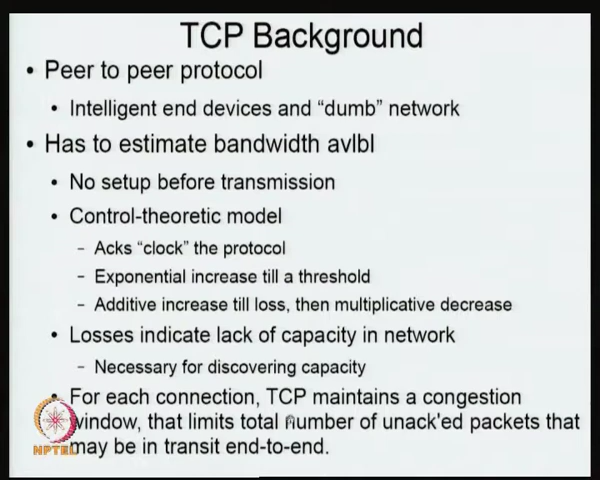 TCP Background
• Peer to peer protocol
• Intelligent end devices and “dumb” network
• Has to estimate bandwidth avlbl
• No setup before transmission
• Control-theoretic model
– Acks “clock” the protocol
– Exponential increase till a threshold
– Additive increase till loss, then multiplicative decrease
• Losses indicate lack of capacity in network
– Necessary for discovering capacity
• For each connection, TCP maintains a congestion
window, that limits total number of unack'ed packets that
may be in transit end-to-end.
NPTEL